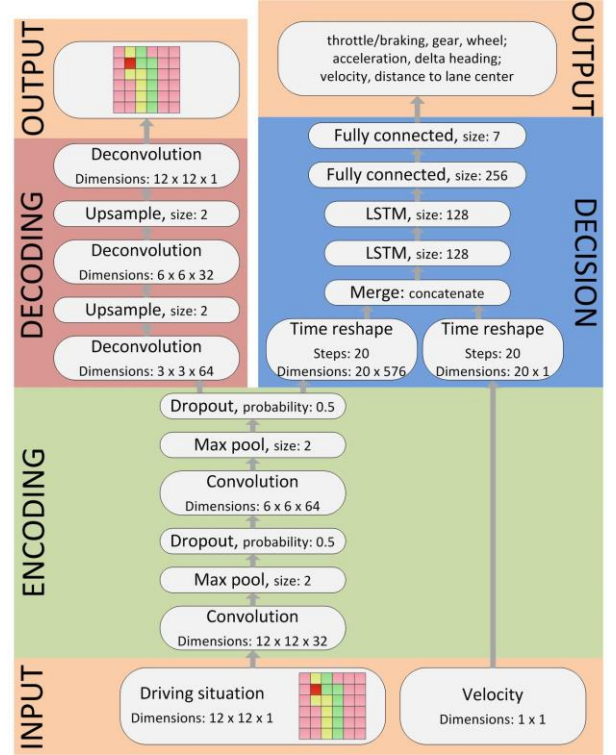 OUTPUT
DECODING
Deconvolution
Dimensions: 12 x 12 x 1
Upsample, size: 2
Deconvolution
Dimensions: 6 x 6 x 32
Upsample, size: 2
Deconvolution
Dimensions: 3 x 3 x 64
OUTPUT
throttle/braking, gear, wheel;
acceleration, delta heading;
velocity, distance to lane center
DECISION
Fully connected, size: 7
Fully connected, size: 256
LSTM, size: 128
LSTM, size: 128
Merge: concatenate
Time reshape
Steps: 20
Dimensions: 20 x 576
Time reshape
Steps: 20
Dimensions: 20 x 1
ENCODING
Dropout, probability: 0.5
Max pool, size: 2
Convolution
Dimensions: 6 x 6 x 64
Dropout, probability: 0.5
Max pool, size: 2
Convolution
Dimensions: 12 x 12 x 32
INPUT
Driving situation
Dimensions: 12 x 12 x 1
Velocity
Dimensions: 1 x 1